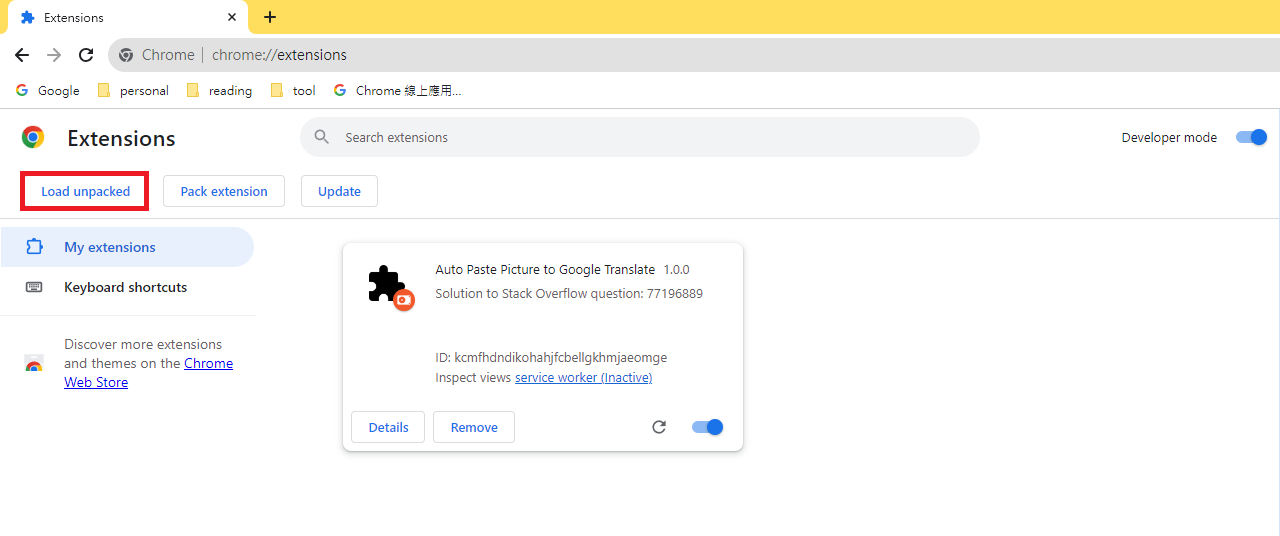 Extensions
Chrome | chrome://extensions
Google personal reading tool Chrome 線上應用...
Extensions
Search extensions
Developer mode
Load unpacked Pack extension Update
My extensions
Keyboard shortcuts
Discover more extensions
and themes on the Chrome
Web Store
Auto Paste Picture to Google Translate 1.0.0
Solution to Stack Overflow question: 77196889
ID: kcmfhdndikohahjfcbellgkhmjaeomge
Inspect views service worker (Inactive)
Details Remove